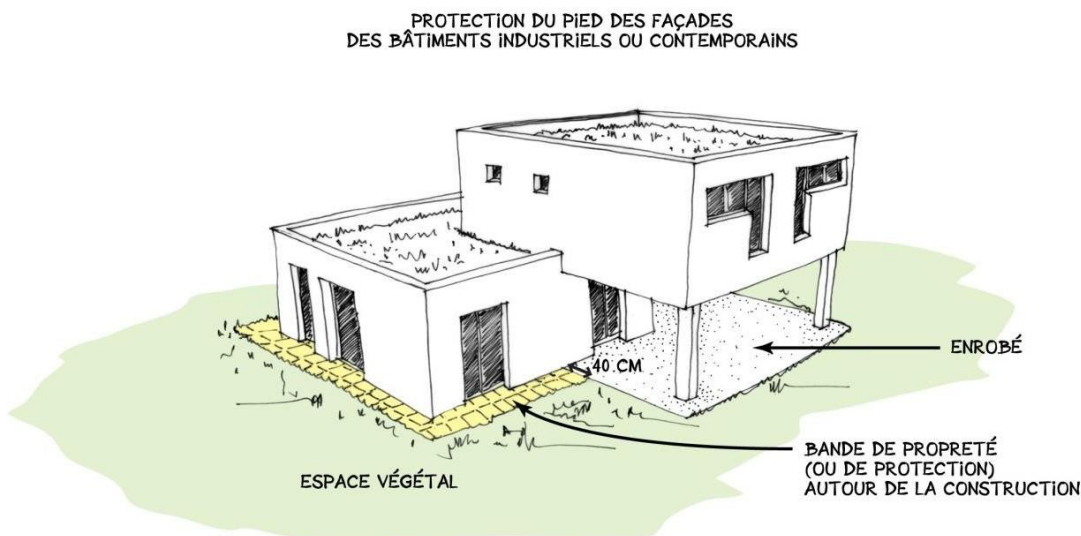 PROTECTION DU PIED DES FAÇADES
DES BÂTIMENTS INDUSTRIELS OU CONTEMPORAINS
40 CM
ENROBÉ
BANDE DE PROPRETÉ
(OU DE PROTECTION)
AUTOUR DE LA CONSTRUCTION
ESPACE VÉGÉTAL